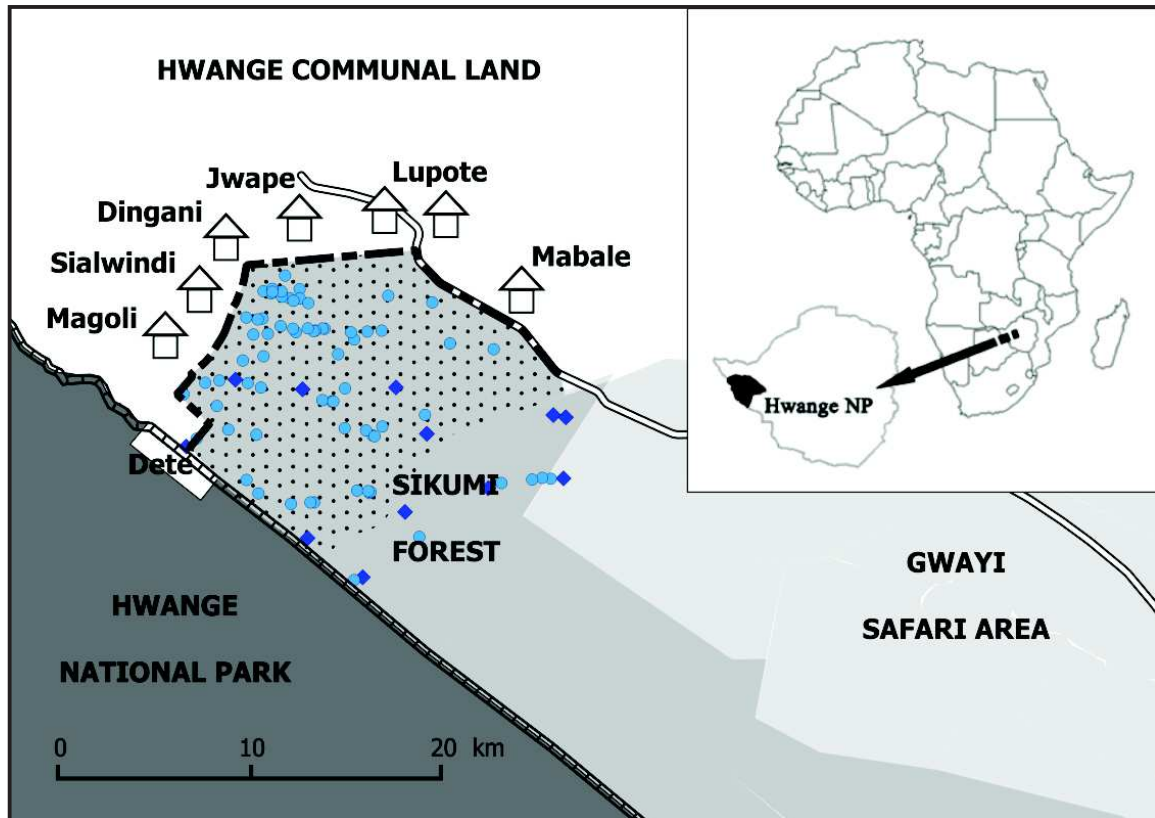 HWANGE COMMUNAL LAND
Jwape
Lupote
Dingani
Sialwindi
Mabale
Magoli
Hwange NP
Dete
SIKUMI
FOREST
GWAYI
SAFARI AREA
HWANGE
NATIONAL PARK
0 10 20 km